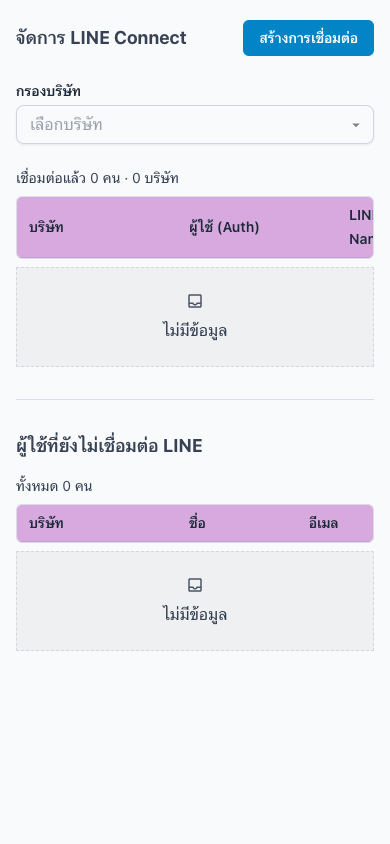 จัดการ LINE Connect
สร้างการเชื่อมต่อ
กรองบริษัท
เลือกบริษัท
เชื่อมต่อแล้ว 0 คน · 0 บริษัท
บริษัท ผู้ใช้ (Auth)
ไม่มีข้อมูล
ผู้ใช้ที่ยังไม่เชื่อมต่อ LINE
ทั้งหมด 0 คน
บริษัท ชื่อ อีเมล
ไม่มีข้อมูล